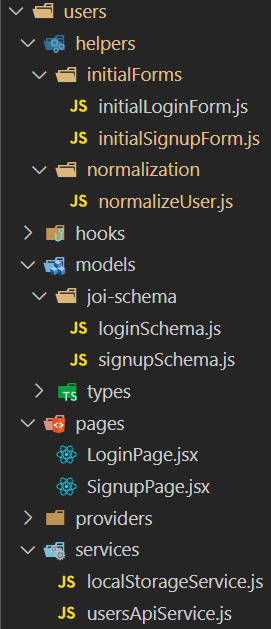 users
helpers
initialForms
JS initialLoginForm.js
JS initialSignupForm.js
normalization
JS normalizeUser.js
hooks
models
joi-schema
JS loginSchema.js
JS signupSchema.js
TS types
pages
LoginPage.jsx
SignupPage.jsx
providers
services
JS localStorageService.js
JS usersApiService.js